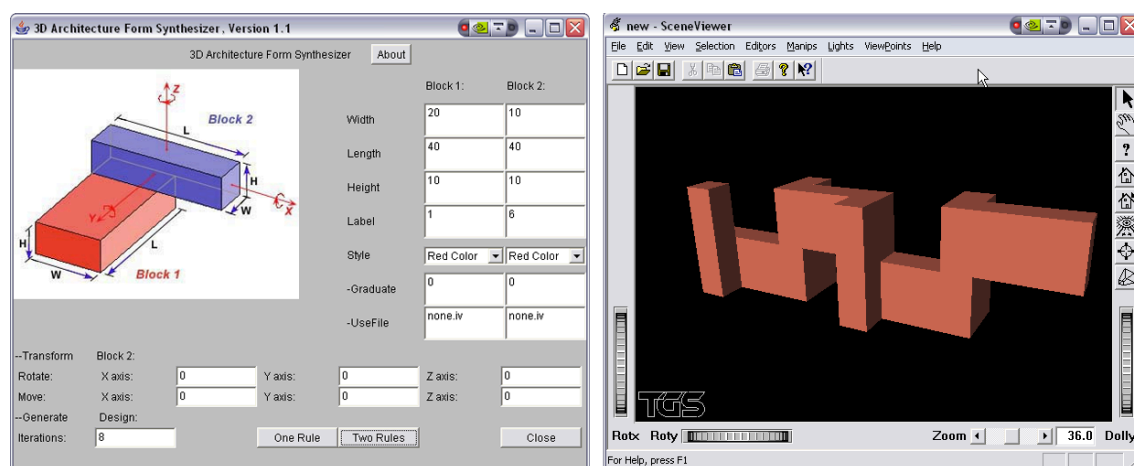 3D Architecture Form Synthesizer, Version 1.1
3D Architecture Form Synthesizer About
Block 1: Block 2:
Z
Block 2
L
H
W
X
Y
L
H
W
Block 1
Width 20 10
Length 40 40
Height 10 10
Label 1 6
Style Red Color Red Color
-Graduate 0 0
-UseFile none.iv none.iv
--Transform Block 2:
Rotate: X axis: 0 Y axis: 0 Z axis: 0
Move: X axis: 0 Y axis: 0 Z axis: 0
--Generate Design:
Iterations: 8 One Rule Two Rules Close
new - SceneViewer
File Edit View Selection Editors Manips Lights ViewPoints Help
TGS
Rotx Roty Zoom 36.0 Dolly
For Help, press F1